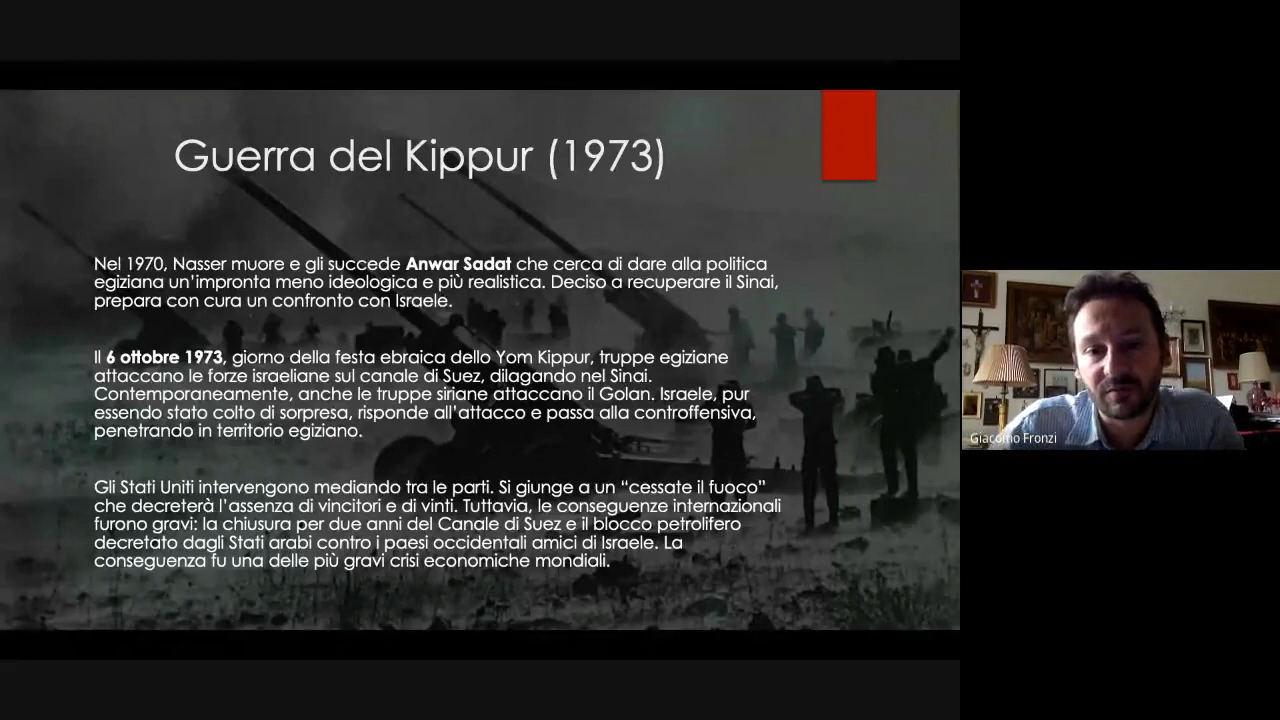 Guerra del Kippur (1973)
Nel 1970, Nasser muore e gli succede Anwar Sadat che cerca di dare alla politica
egiziana un'impronta meno ideologica e più realistica. Deciso a recuperare il Sinai,
prepara con cura un confronto con Israele.
Il 6 ottobre 1973, giorno della festa ebraica dello Yom Kippur, truppe egiziane
attaccano le forze israeliane sul canale di Suez, dilagando nel Sinai.
Contemporaneamente, anche le truppe siriane attaccano il Golan. Israele, pur
essendo stato colto di sorpresa, risponde all'attacco e passa alla controffensiva,
penetrando in territorio egiziano.
Gli Stati Uniti intervengono mediando tra le parti. Si giunge a un “cessate il fuoco”
che decreterà l'assenza di vincitori e di vinti. Tuttavia, le conseguenze internazionali
furono gravi: la chiusura per due anni del Canale di Suez e il blocco petrolifero
decretato dagli Stati arabi contro i paesi occidentali amici di Israele. La
conseguenza fu una delle più gravi crisi economiche mondiali.
Giacomo Fronzi